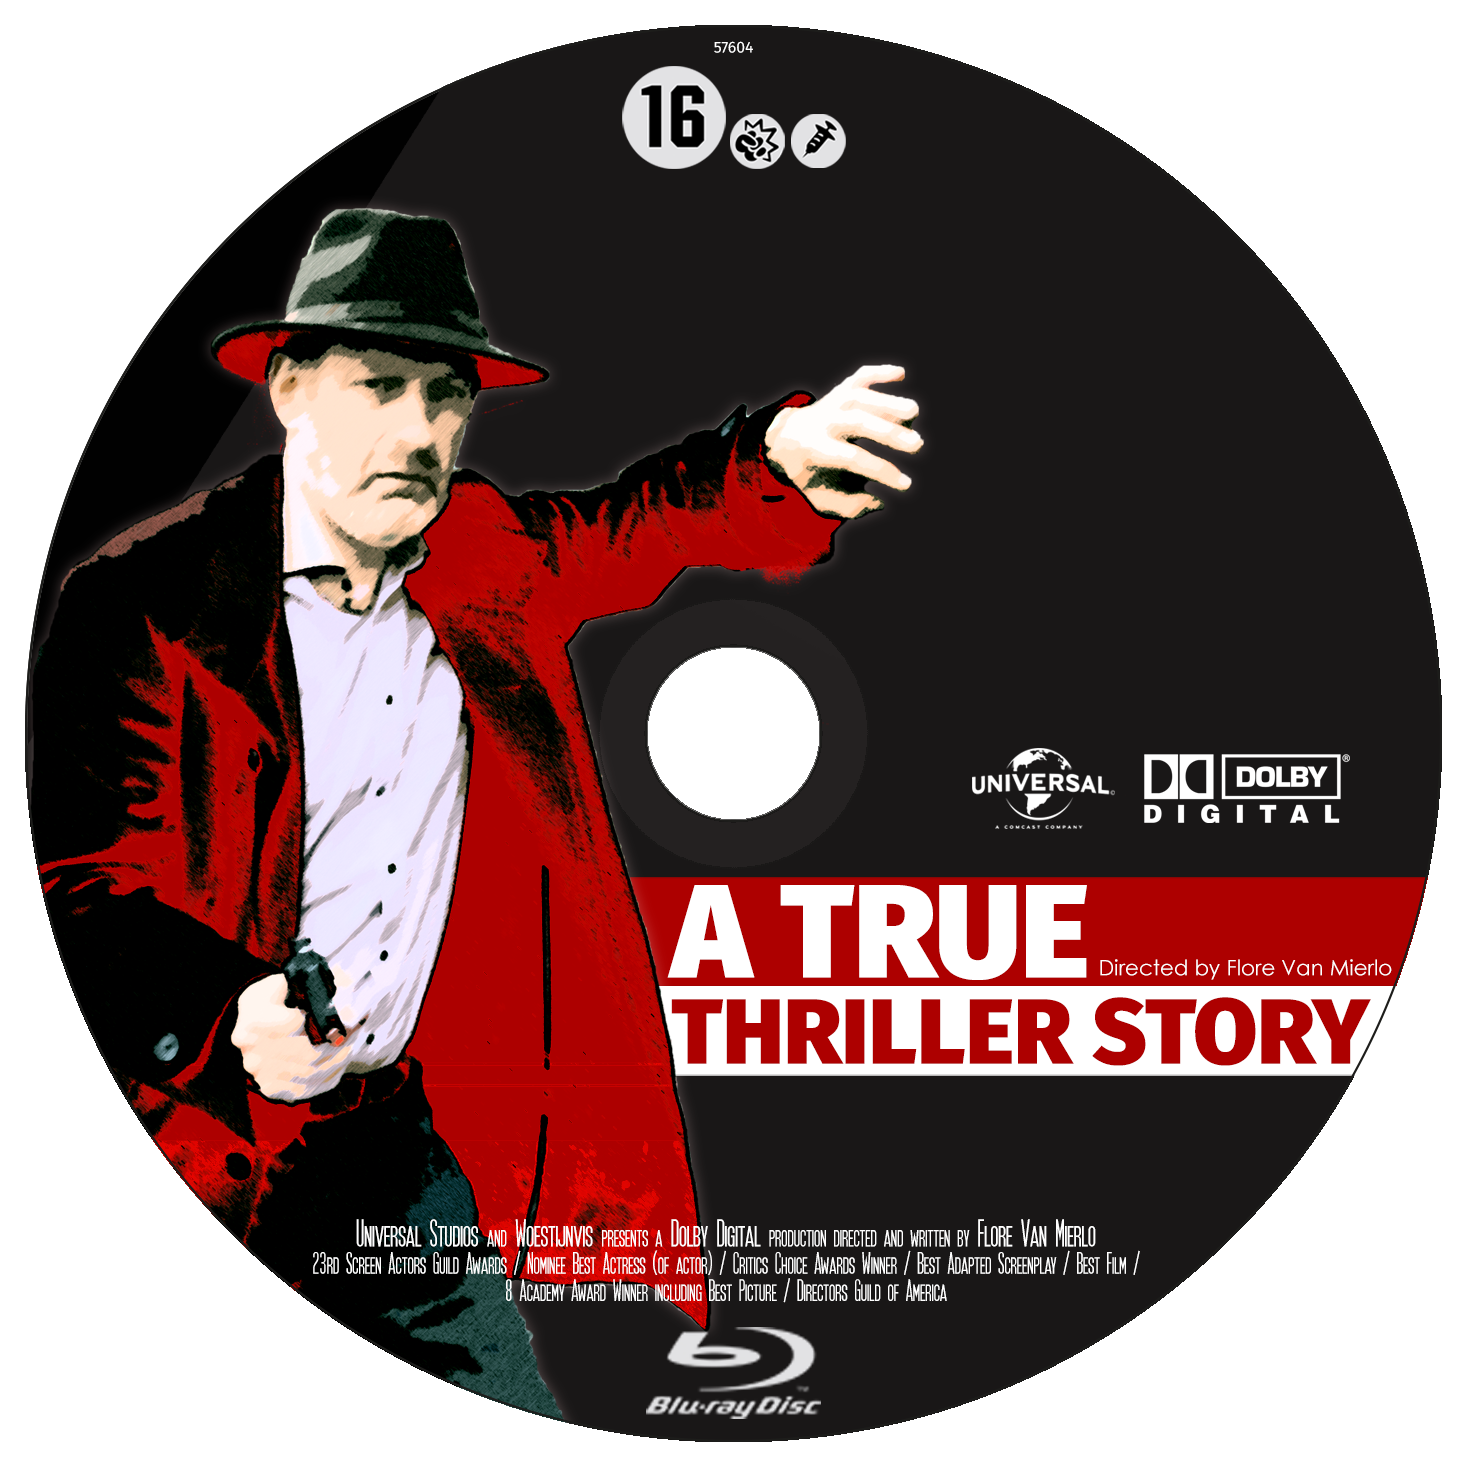 57604
16
UNIVERSAL
A COMCAST COMPANY
DOLBY®
DIGITAL
A TRUE
Directed by Flore Van Mierlo
THRILLER STORY
Universal Studios and Woestijnvis presents a Dolby Digital production directed and written by Flore Van Mierlo
23rd Screen Actors Guild Awards / Nominee Best Actress (of actor) / Critics Choice Awards Winner / Best Adapted Screenplay / Best Film /
8 Academy Award Winner including Best Picture / Directors Guild of America
Blu-ray Disc™